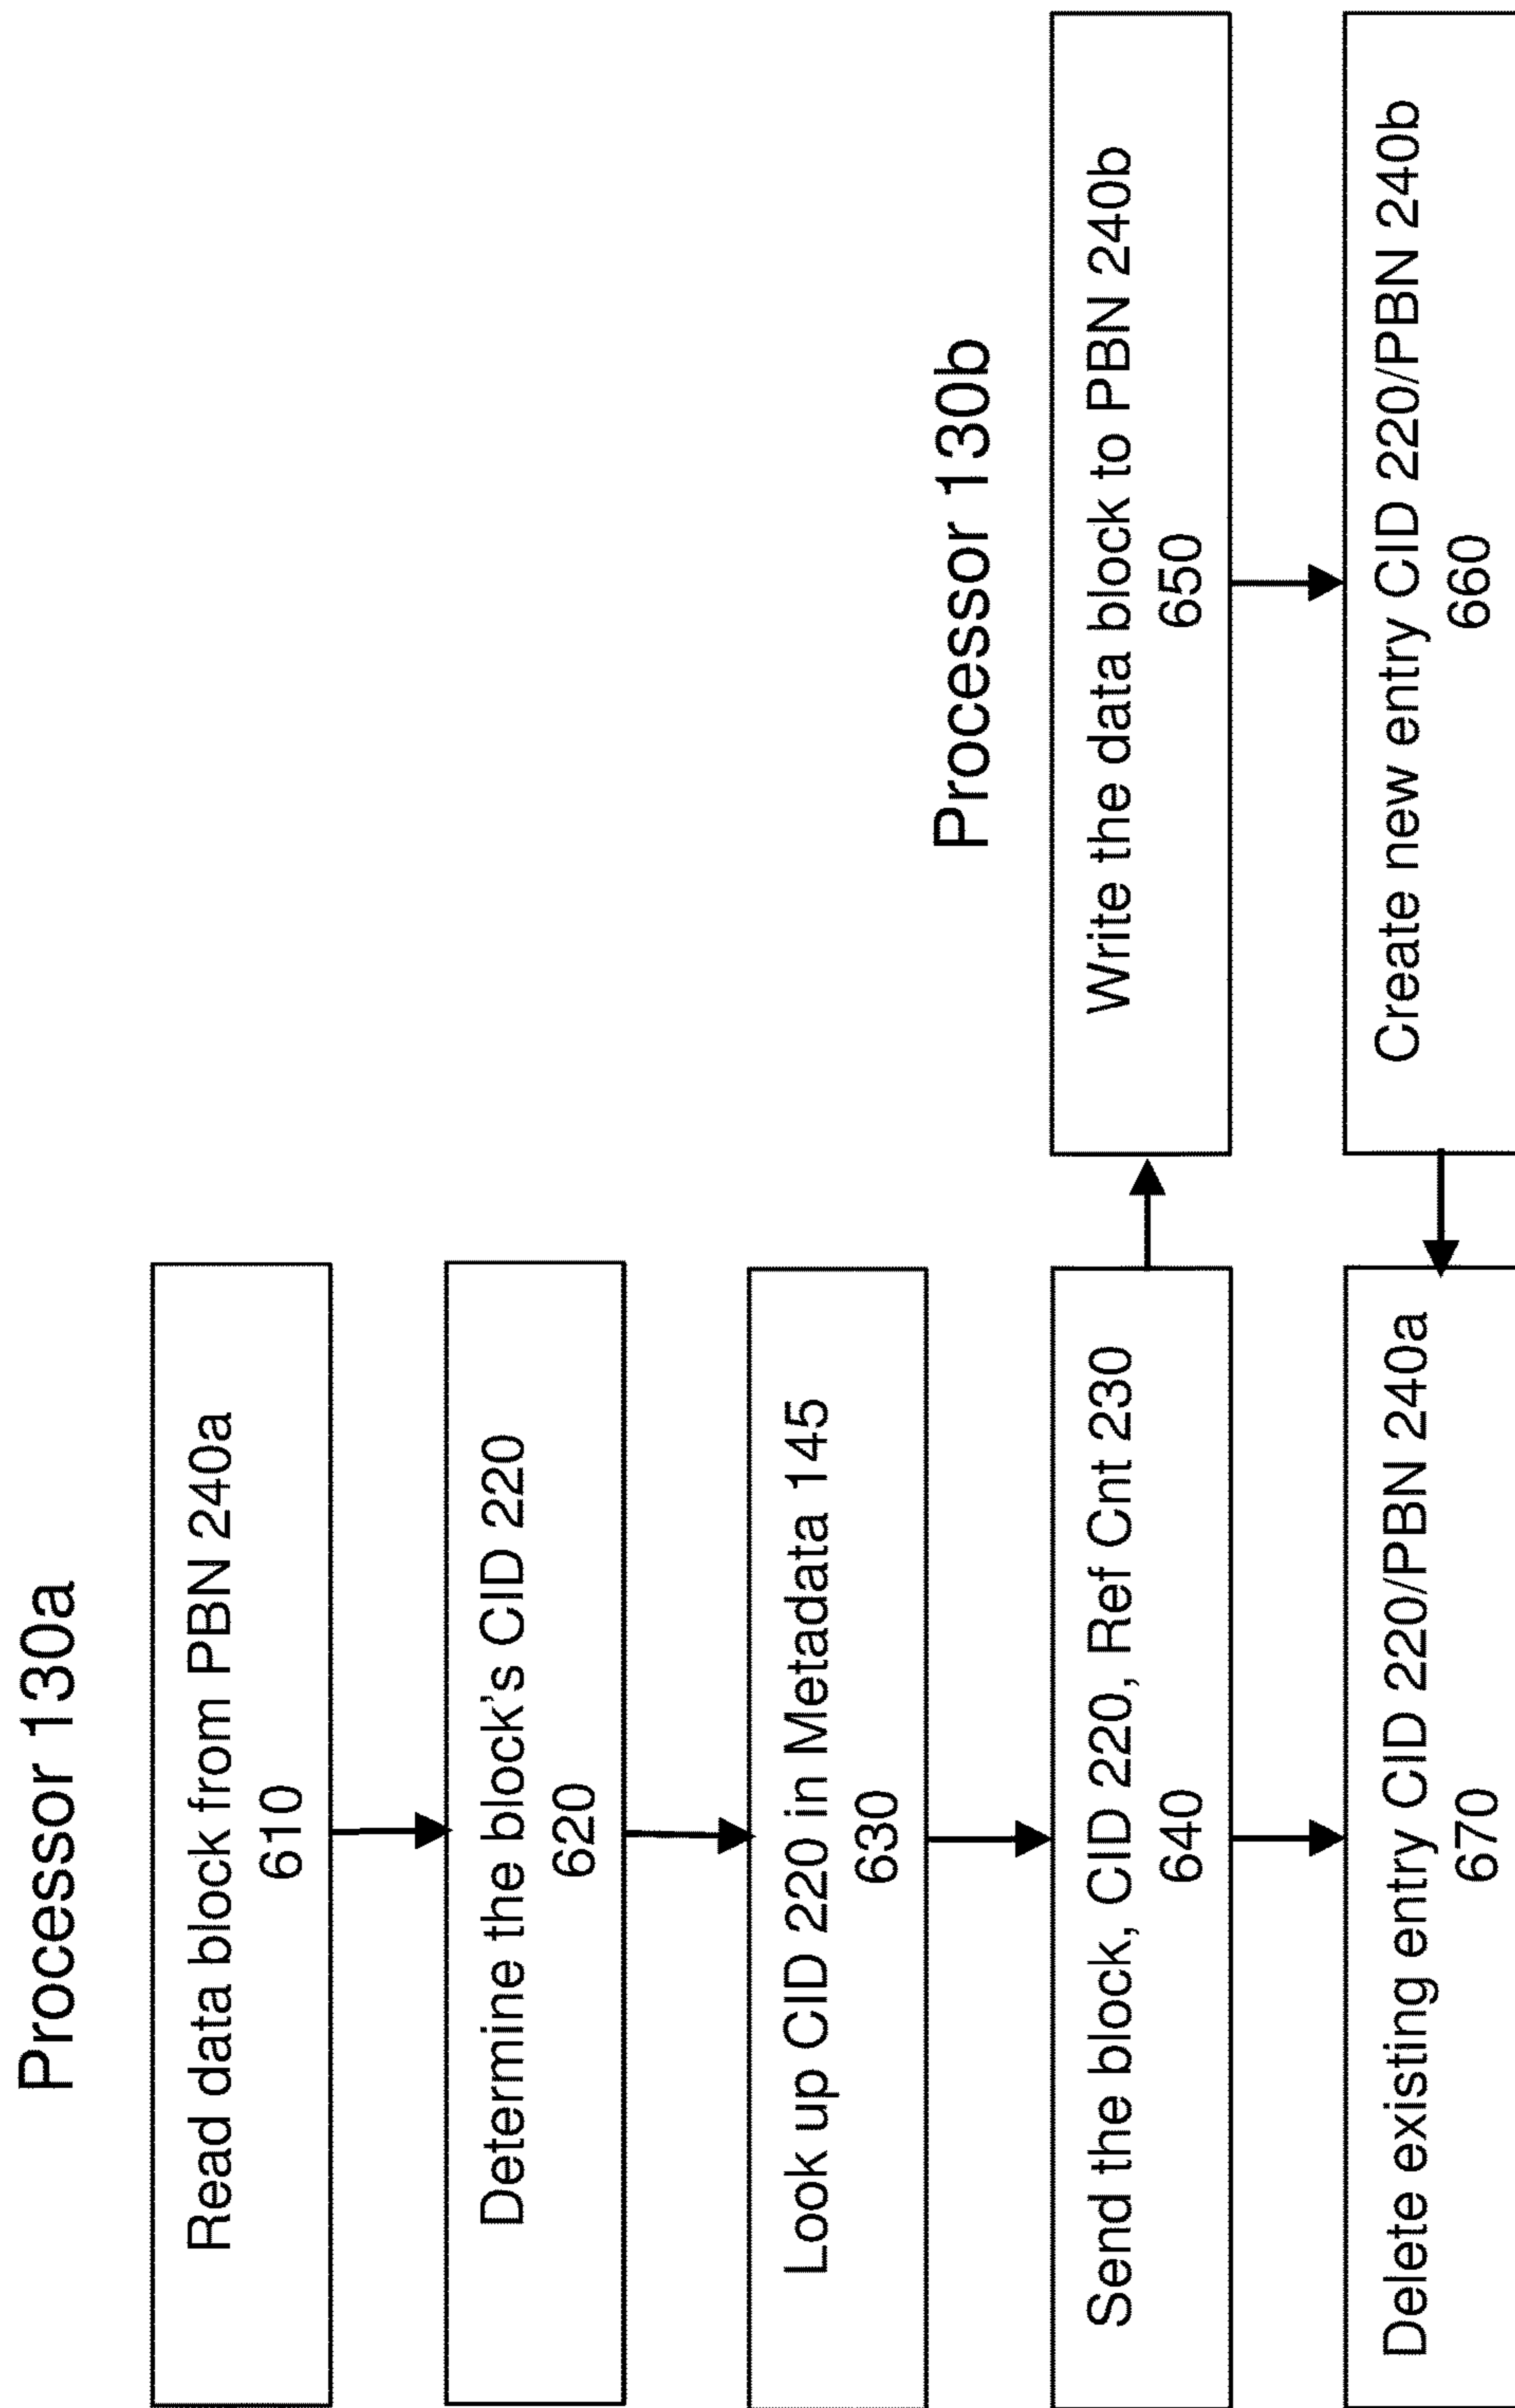 Processor 130a
Read data block from PBN 240a
610
Determine the block's CID 220
620
Look up CID 220 in Metadata 145
630
Send the block, CID 220, Ref Cnt 230
640
Delete existing entry CID 220/PBN 240a
670
Processor 130b
Write the data block to PBN 240b
650
Create new entry CID 220/PBN 240b
660